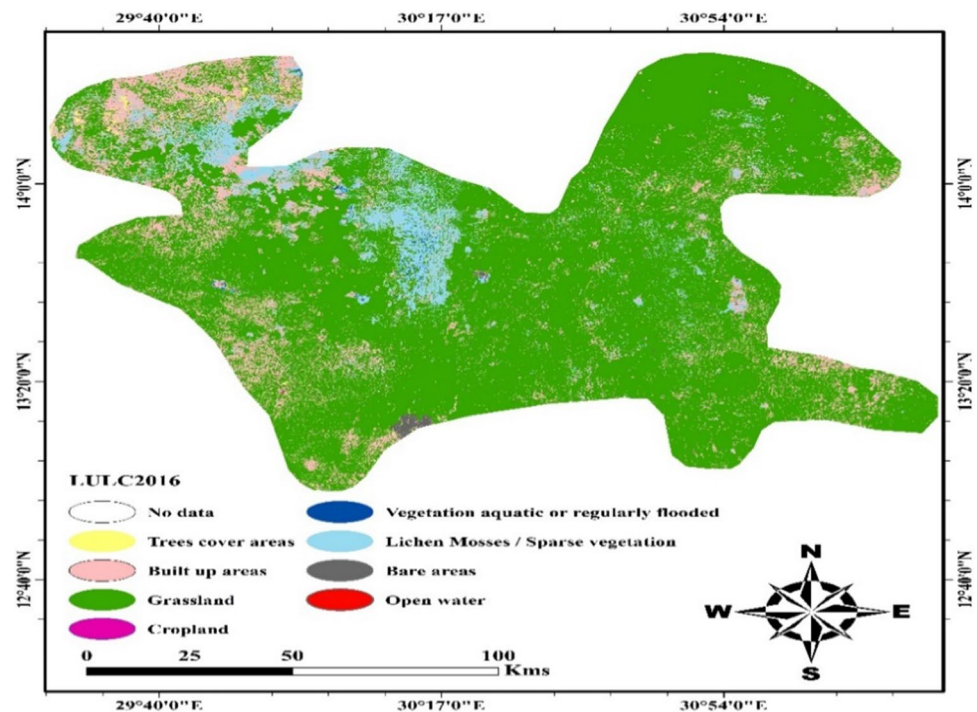 29°40'0"E 30°17'0"E 30°54'0"E
14°0'0"N 14°0'0"N
13°20'0"N 13°20'0"N
LULC2016
No data
Trees cover areas
Built up areas
Grassland
Cropland
Vegetation aquatic or regularly flooded
Lichen Mosses / Sparse vegetation
Bare areas
Open water
12°40'0"N 12°40'0"N
N
W E
S
0 25 50 100
Kms
29°40'0"E 30°17'0"E 30°54'0"E